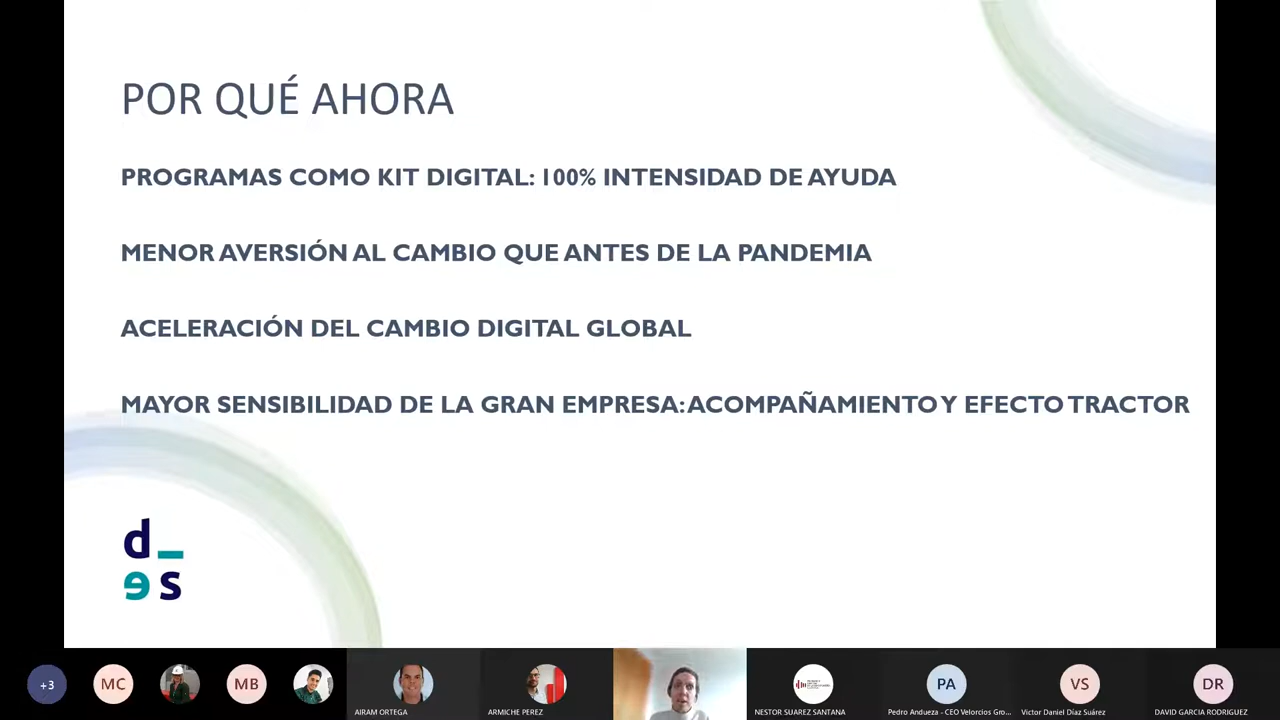 POR QUÉ AHORA
PROGRAMAS COMO KIT DIGITAL: 100% INTENSIDAD DE AYUDA
MENOR AVERSIÓN AL CAMBIO QUE ANTES DE LA PANDEMIA
ACELERACIÓN DEL CAMBIO DIGITAL GLOBAL
MAYOR SENSIBILIDAD DE LA GRAN EMPRESA: ACOMPAÑAMIENTO Y EFECTO TRACTOR
d_
es
+3
MC
MB
PA
VS
DR
AIRAM ORTEGA
ARMICHE PEREZ
NESTOR SUAREZ SANTANA
Pedro Andueza - CEO Velorcios Gro...
Victor Daniel Díaz Suárez
DAVID GARCIA RODRIGUEZ